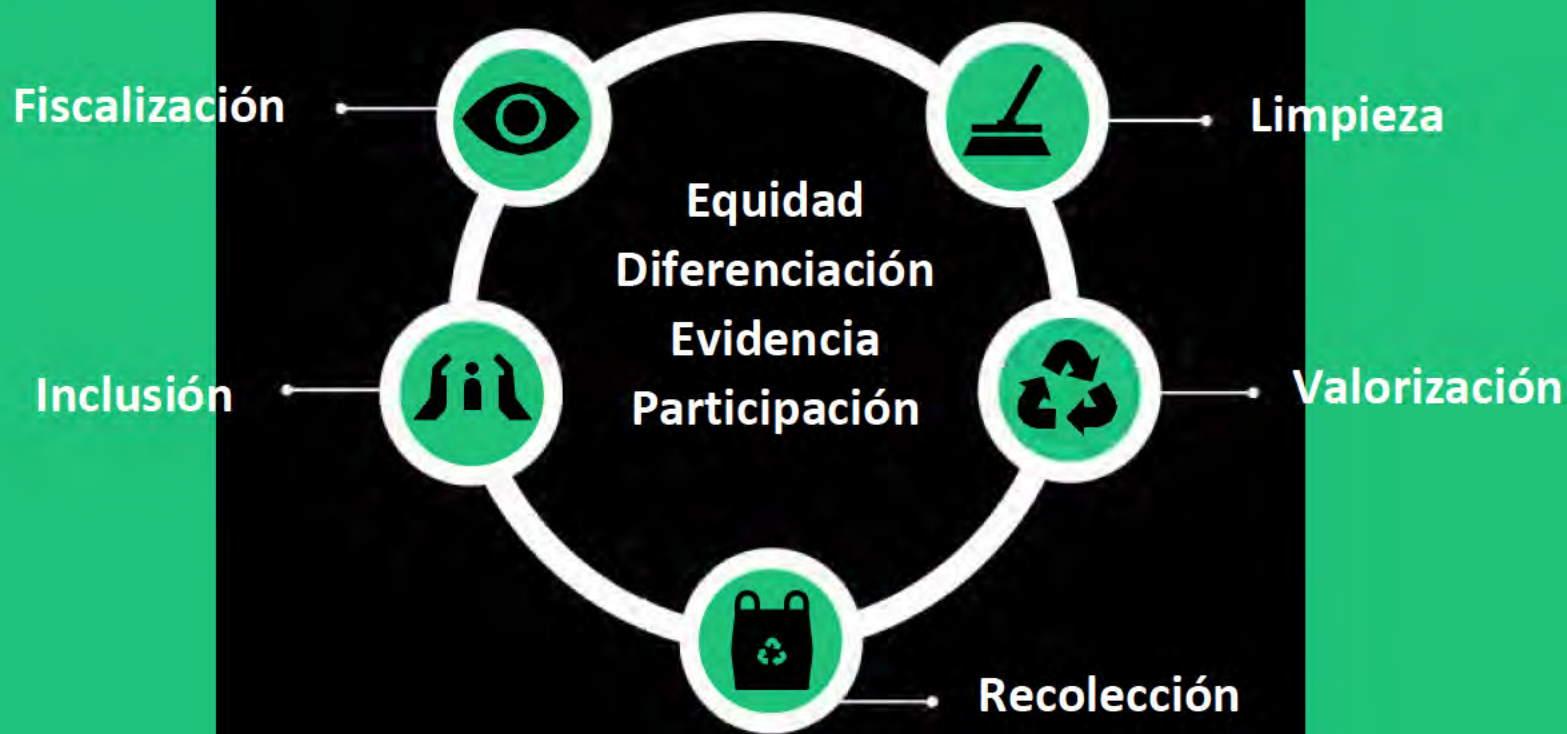 Fiscalización
Limpieza
Equidad
Diferenciación
Evidencia
Participación
Inclusión
Valorización
Recolección